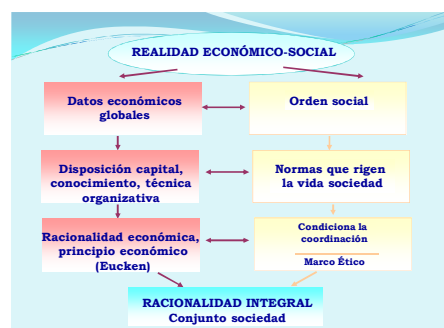 REALIDAD ECONÓMICO-SOCIAL
Datos económicos
globales
Orden social
Disposición capital,
conocimiento, técnica
organizativa
Normas que rigen
la vida sociedad
Racionalidad económica,
principio económico
(Eucken)
Condiciona la
coordinación
Marco Ético
RACIONALIDAD INTEGRAL
Conjunto sociedad